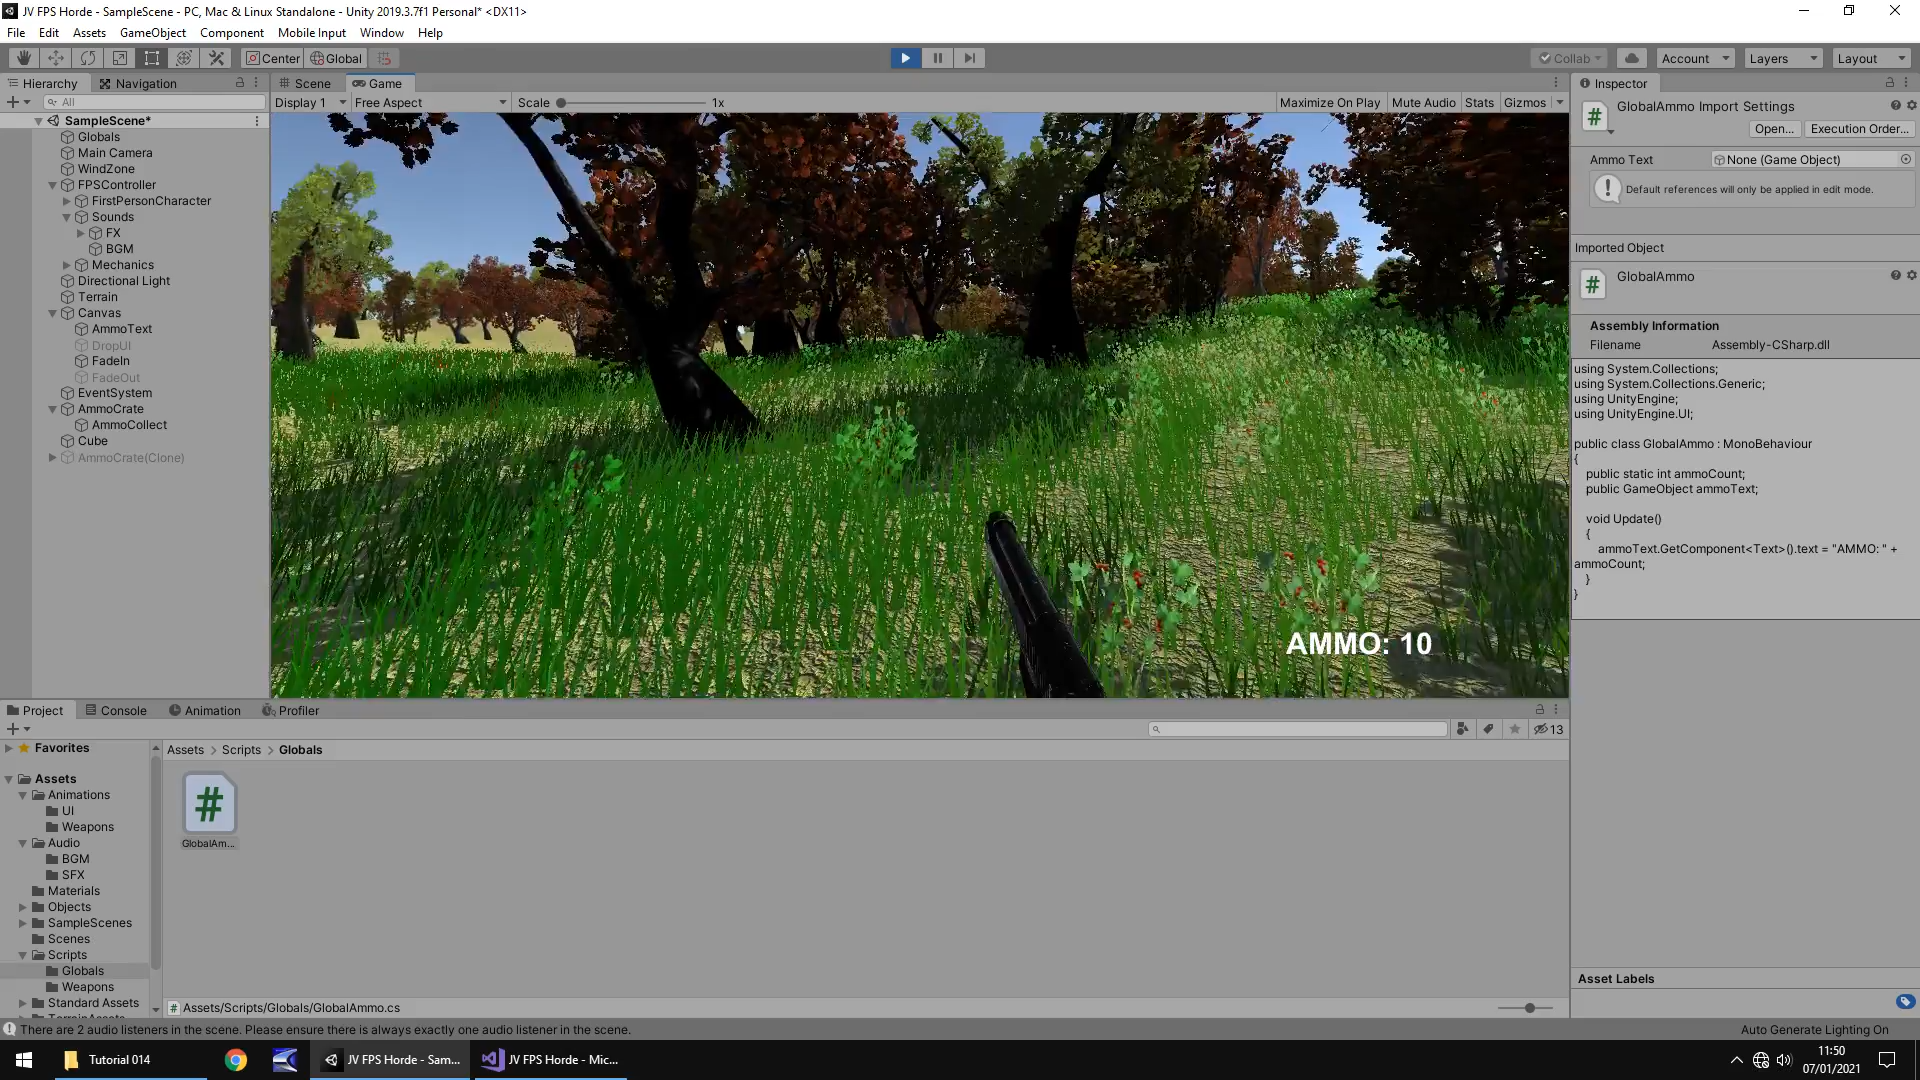 JV FPS Horde - SampleScene - PC, Mac & Linux Standalone - Unity 2019.3.7f1 Personal* <DX11>
File Edit Assets GameObject Component Mobile Input Window Help
Center Global Collab Account Layers Layout
Hierarchy Navigation
All
SampleScene*
Globals
Main Camera
WindZone
FPSController
FirstPersonCharacter
Sounds
FX
BGM
Mechanics
Directional Light
Terrain
Canvas
AmmoText
DropUI
FadeIn
FadeOut
EventSystem
AmmoCrate
AmmoCollect
Cube
AmmoCrate(Clone)
Scene Game
Display 1 Free Aspect Scale 1x Maximize On Play Mute Audio Stats Gizmos
AMMO: 10
Inspector
GlobalAmmo Import Settings
Open... Execution Order...
Ammo Text None (Game Object)
Default references will only be applied in edit mode.
Imported Object
GlobalAmmo
Assembly Information
Filename Assembly-CSharp.dll
using System.Collections;
using System.Collections.Generic;
using UnityEngine;
using UnityEngine.UI;
public class GlobalAmmo : MonoBehaviour
{
public static int ammoCount;
public GameObject ammoText;
void Update()
{
ammoText.GetComponent<Text>().text = "AMMO: " +
ammoCount;
}
}
Asset Labels
Project Console Animation Profiler
13
Favorites
Assets
Animations
UI
Weapons
Audio
BGM
SFX
Materials
Objects
SampleScenes
Scenes
Scripts
Globals
Weapons
Standard Assets
TerrainAssets
Assets > Scripts > Globals
GlobalAm...
Assets/Scripts/Globals/GlobalAmmo.cs
There are 2 audio listeners in the scene. Please ensure there is always exactly one audio listener in the scene.
Auto Generate Lighting On
Tutorial 014
JV FPS Horde - Sam...
JV FPS Horde - Mic...
11:50
07/01/2021